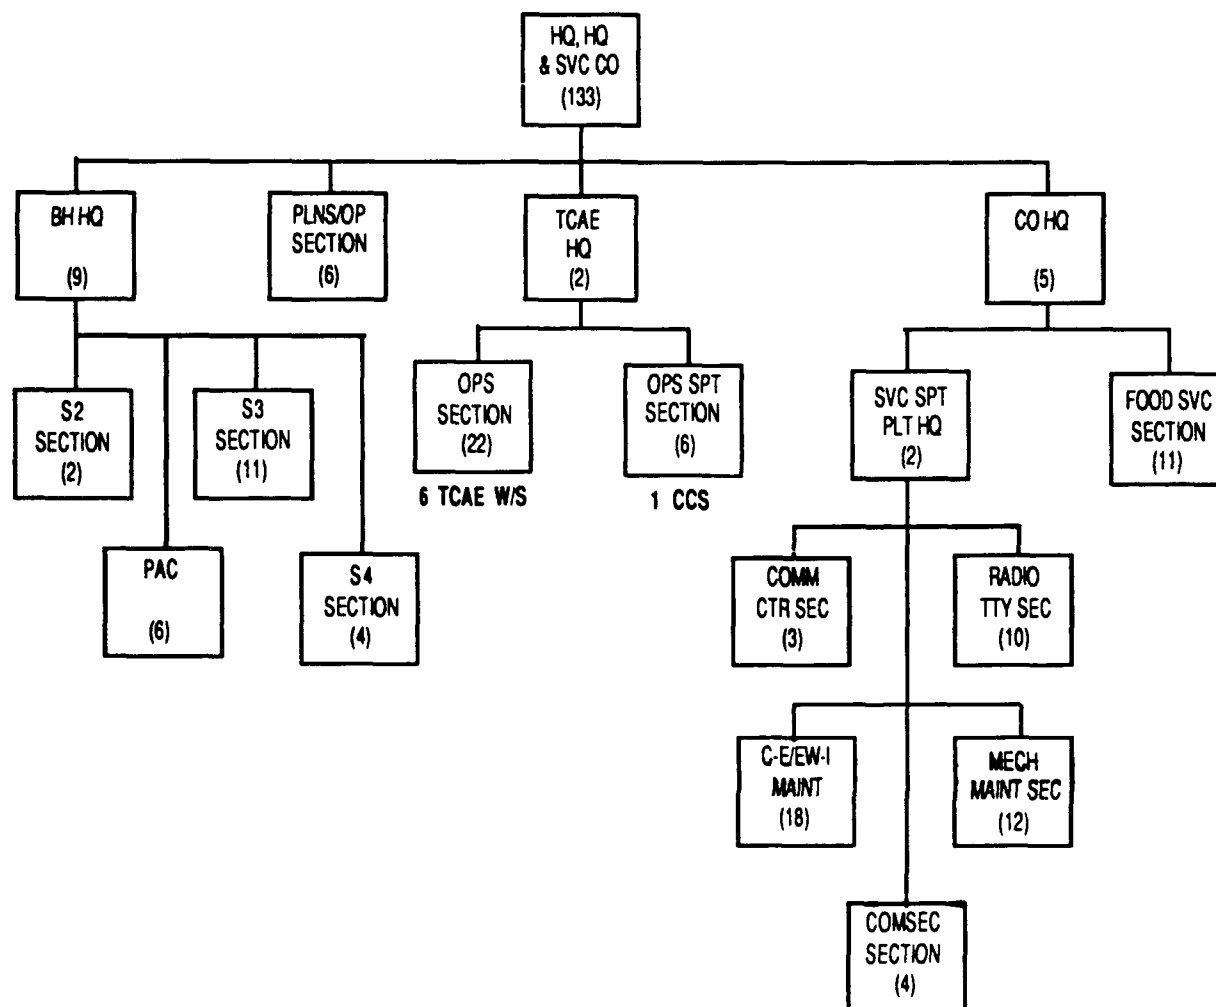 HQ, HQ
& SVC CO
(133)
BH HQ
(9)
PLNS/OP
SECTION
(6)
TCAE
HQ
(2)
CO HQ
(5)
S2
SECTION
(2)
S3
SECTION
(11)
OPS
SECTION
(22)
6 TCAE W/S
OPS SPT
SECTION
(6)
1 CCS
SVC SPT
PLT HQ
(2)
FOOD SVC
SECTION
(11)
PAC
(6)
S4
SECTION
(4)
COMM
CTR SEC
(3)
RADIO
TTY SEC
(10)
C-E/EW-I
MAINT
(18)
MECH
MAINT SEC
(12)
COMSEC
SECTION
(4)